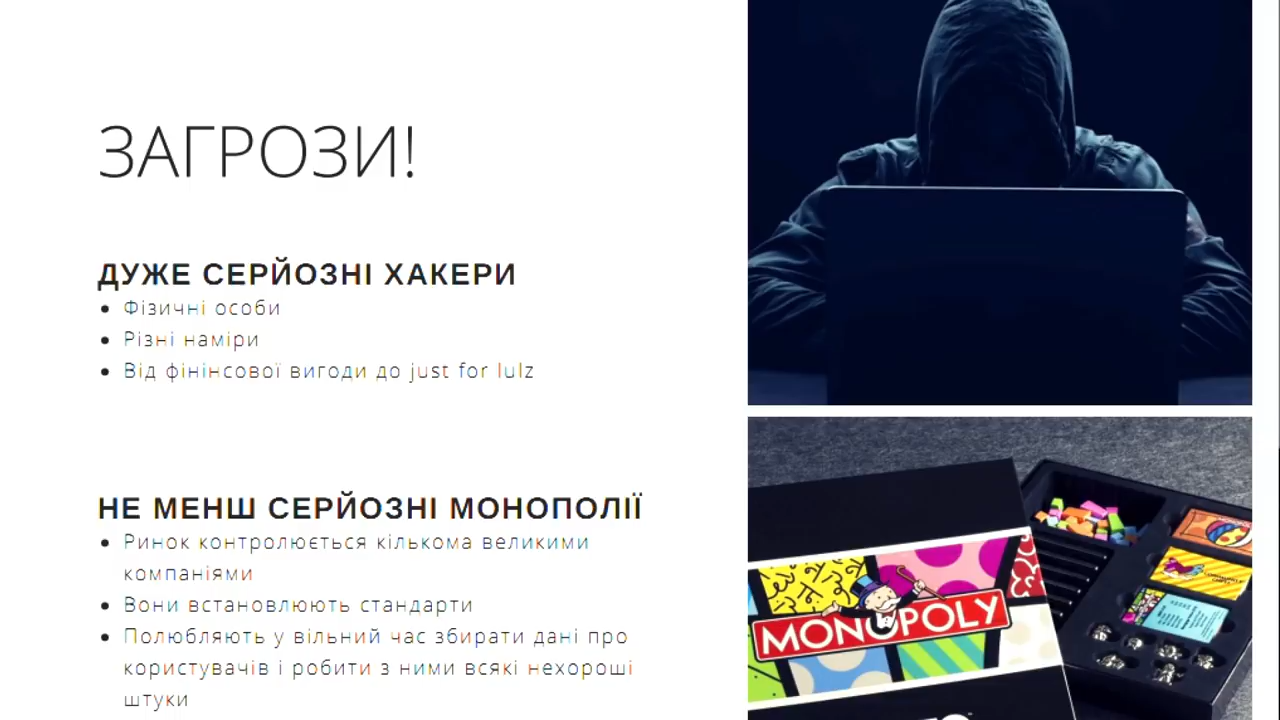 ЗАГРОЗИ!
ДУЖЕ СЕРЙОЗНІ ХАКЕРИ
Фізичні особи
Різні наміри
Від фінінсової вигоди до just for lulz
НЕ МЕНШ СЕРЙОЗНІ МОНОПОЛІЇ
Ринок контролюється кількома великими
компаніями
Вони встановлюють стандарти
Полюбляють у вільний час збирати дані про
користувачів і робити з ними всякі нехороші
штуки
MONOPOLY